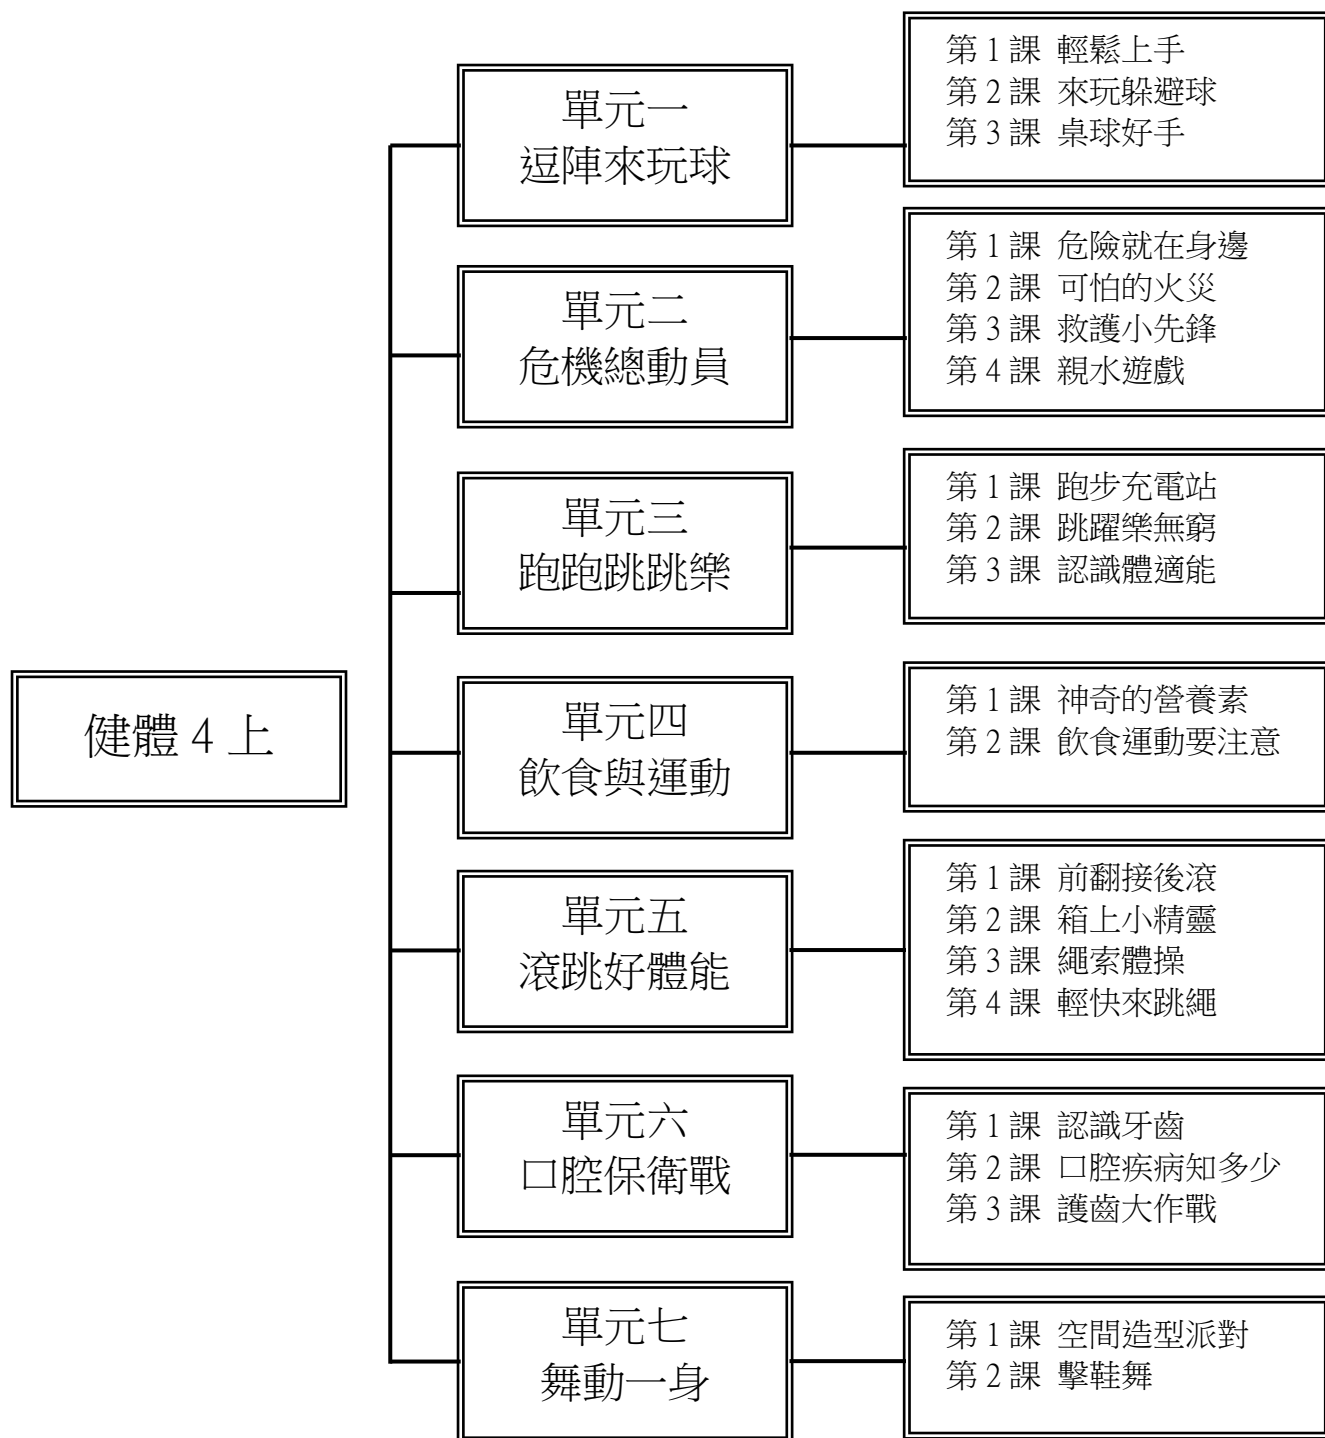 健體 4 上
單元一
逗陣來玩球
第 1 課 輕鬆上手
第 2 課 來玩躲避球
第 3 課 桌球好手
單元二
危機總動員
第 1 課 危險就在身邊
第 2 課 可怕的火災
第 3 課 救護小先鋒
第 4 課 親水遊戲
單元三
跑跑跳跳樂
第 1 課 跑步充電站
第 2 課 跳躍樂無窮
第 3 課 認識體適能
單元四
飲食與運動
第 1 課 神奇的營養素
第 2 課 飲食運動要注意
單元五
滾跳好體能
第 1 課 前翻接後滾
第 2 課 箱上小精靈
第 3 課 繩索體操
第 4 課 輕快來跳繩
單元六
口腔保衛戰
第 1 課 認識牙齒
第 2 課 口腔疾病知多少
第 3 課 護齒大作戰
單元七
舞動一身
第 1 課 空間造型派對
第 2 課 擊鞋舞